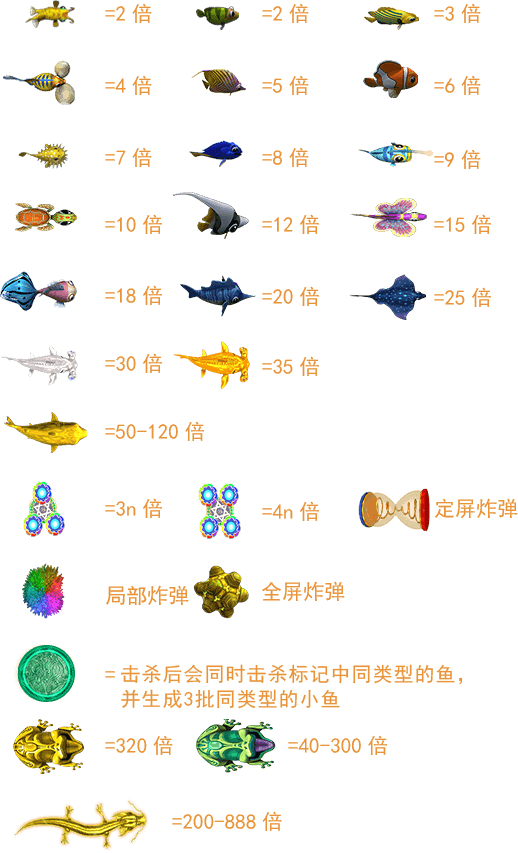 =2 倍 =2 倍 =3 倍
=4 倍 =5 倍 =6 倍
=7 倍 =8 倍 =9 倍
=10 倍 =12 倍 =15 倍
=18 倍 =20 倍 =25 倍
=30 倍 =35 倍
=50-120 倍
=3n 倍 =4n 倍 定屏炸弹
局部炸弹 全屏炸弹
= 击杀后会同时击杀标记中同类型的鱼，
并生成3批同类型的小鱼
=320 倍 =40-300 倍
=200-888 倍